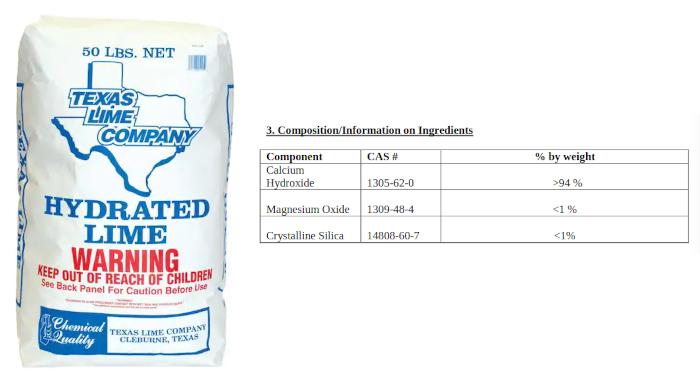 50 LBS. NET
TEXAS
LIME
COMPANY
HYDRATED
LIME
WARNING
KEEP OUT OF REACH OF CHILDREN
See Back Panel For Caution Before Use
Chemical
Quality
TEXAS LIME COMPANY
CLEBURNE, TEXAS
3. Composition/Information on Ingredients
Component CAS # % by weight
Calcium
Hydroxide 1305-62-0 >94 %
Magnesium Oxide 1309-48-4 <1 %
Crystalline Silica 14808-60-7 <1%